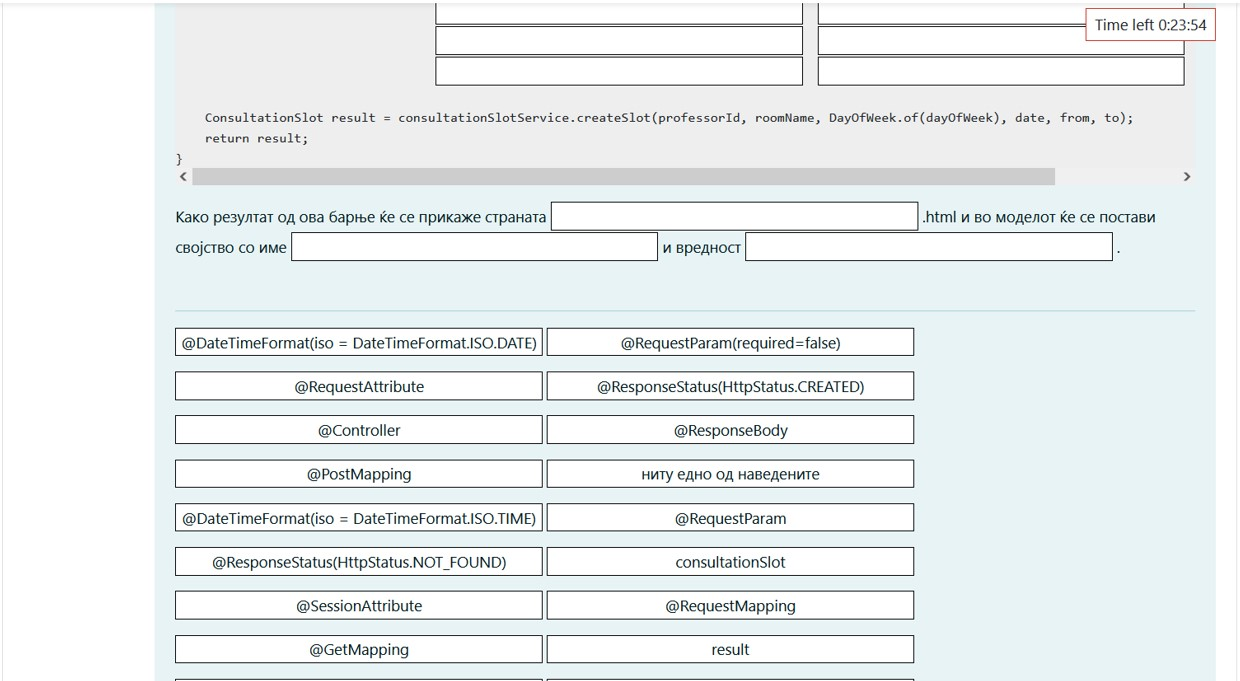 Time left 0:23:54
ConsultationSlot result = consultationSlotService.createSlot(professorId, roomName, DayOfWeek.of(dayOfWeek), date, from, to);
return result;
}
Како резултат од ова барње ќе се прикаже страната .html и во моделот ќе се постави
својство со име и вредност .
@DateTimeFormat(iso = DateTimeFormat.ISO.DATE) @RequestParam(required=false)
@RequestAttribute @ResponseStatus(HttpStatus.CREATED)
@Controller @ResponseBody
@PostMapping ниту едно од наведените
@DateTimeFormat(iso = DateTimeFormat.ISO.TIME) @RequestParam
@ResponseStatus(HttpStatus.NOT_FOUND) consultationSlot
@SessionAttribute @RequestMapping
@GetMapping result